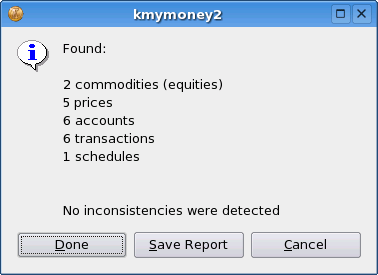 kmymoney2
Found:
2 commodities (equities)
5 prices
6 accounts
6 transactions
1 schedules
No inconsistencies were detected
Done
Save Report
Cancel